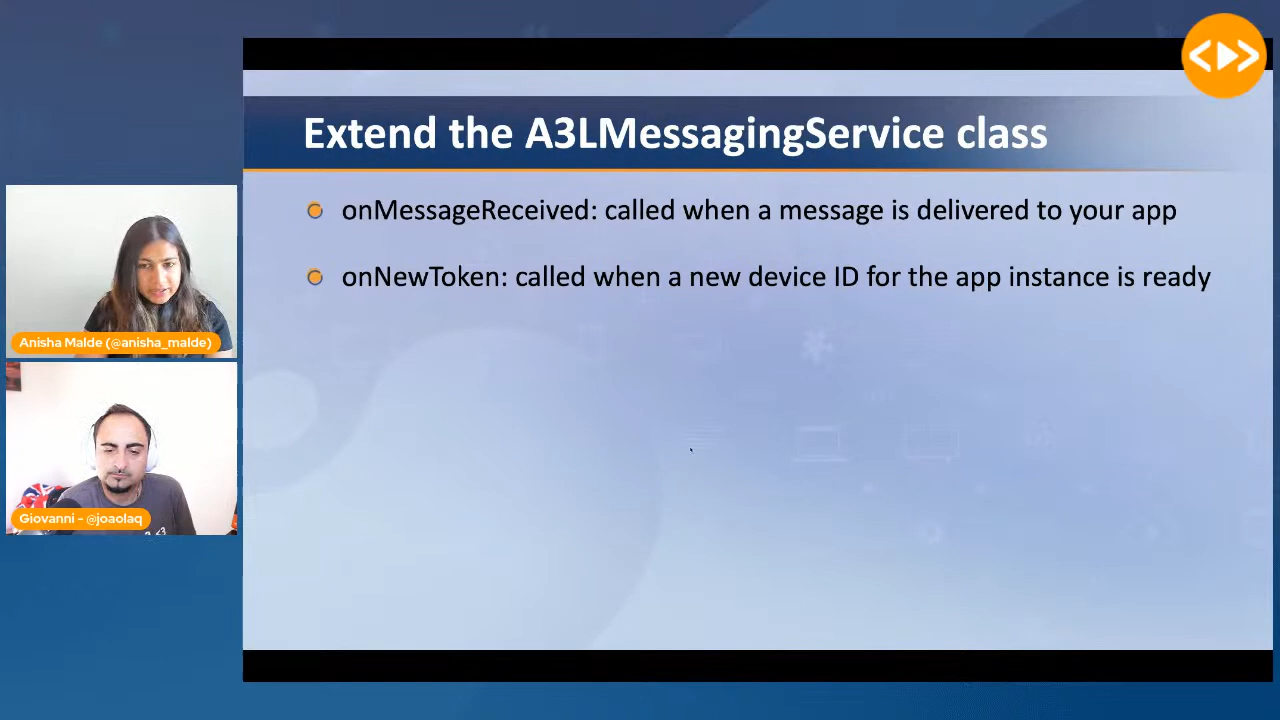 Extend the A3LMessagingService class
onMessageReceived: called when a message is delivered to your app
onNewToken: called when a new device ID for the app instance is ready
Anisha Malde (@anisha_malde)
Giovanni - @joaolaq